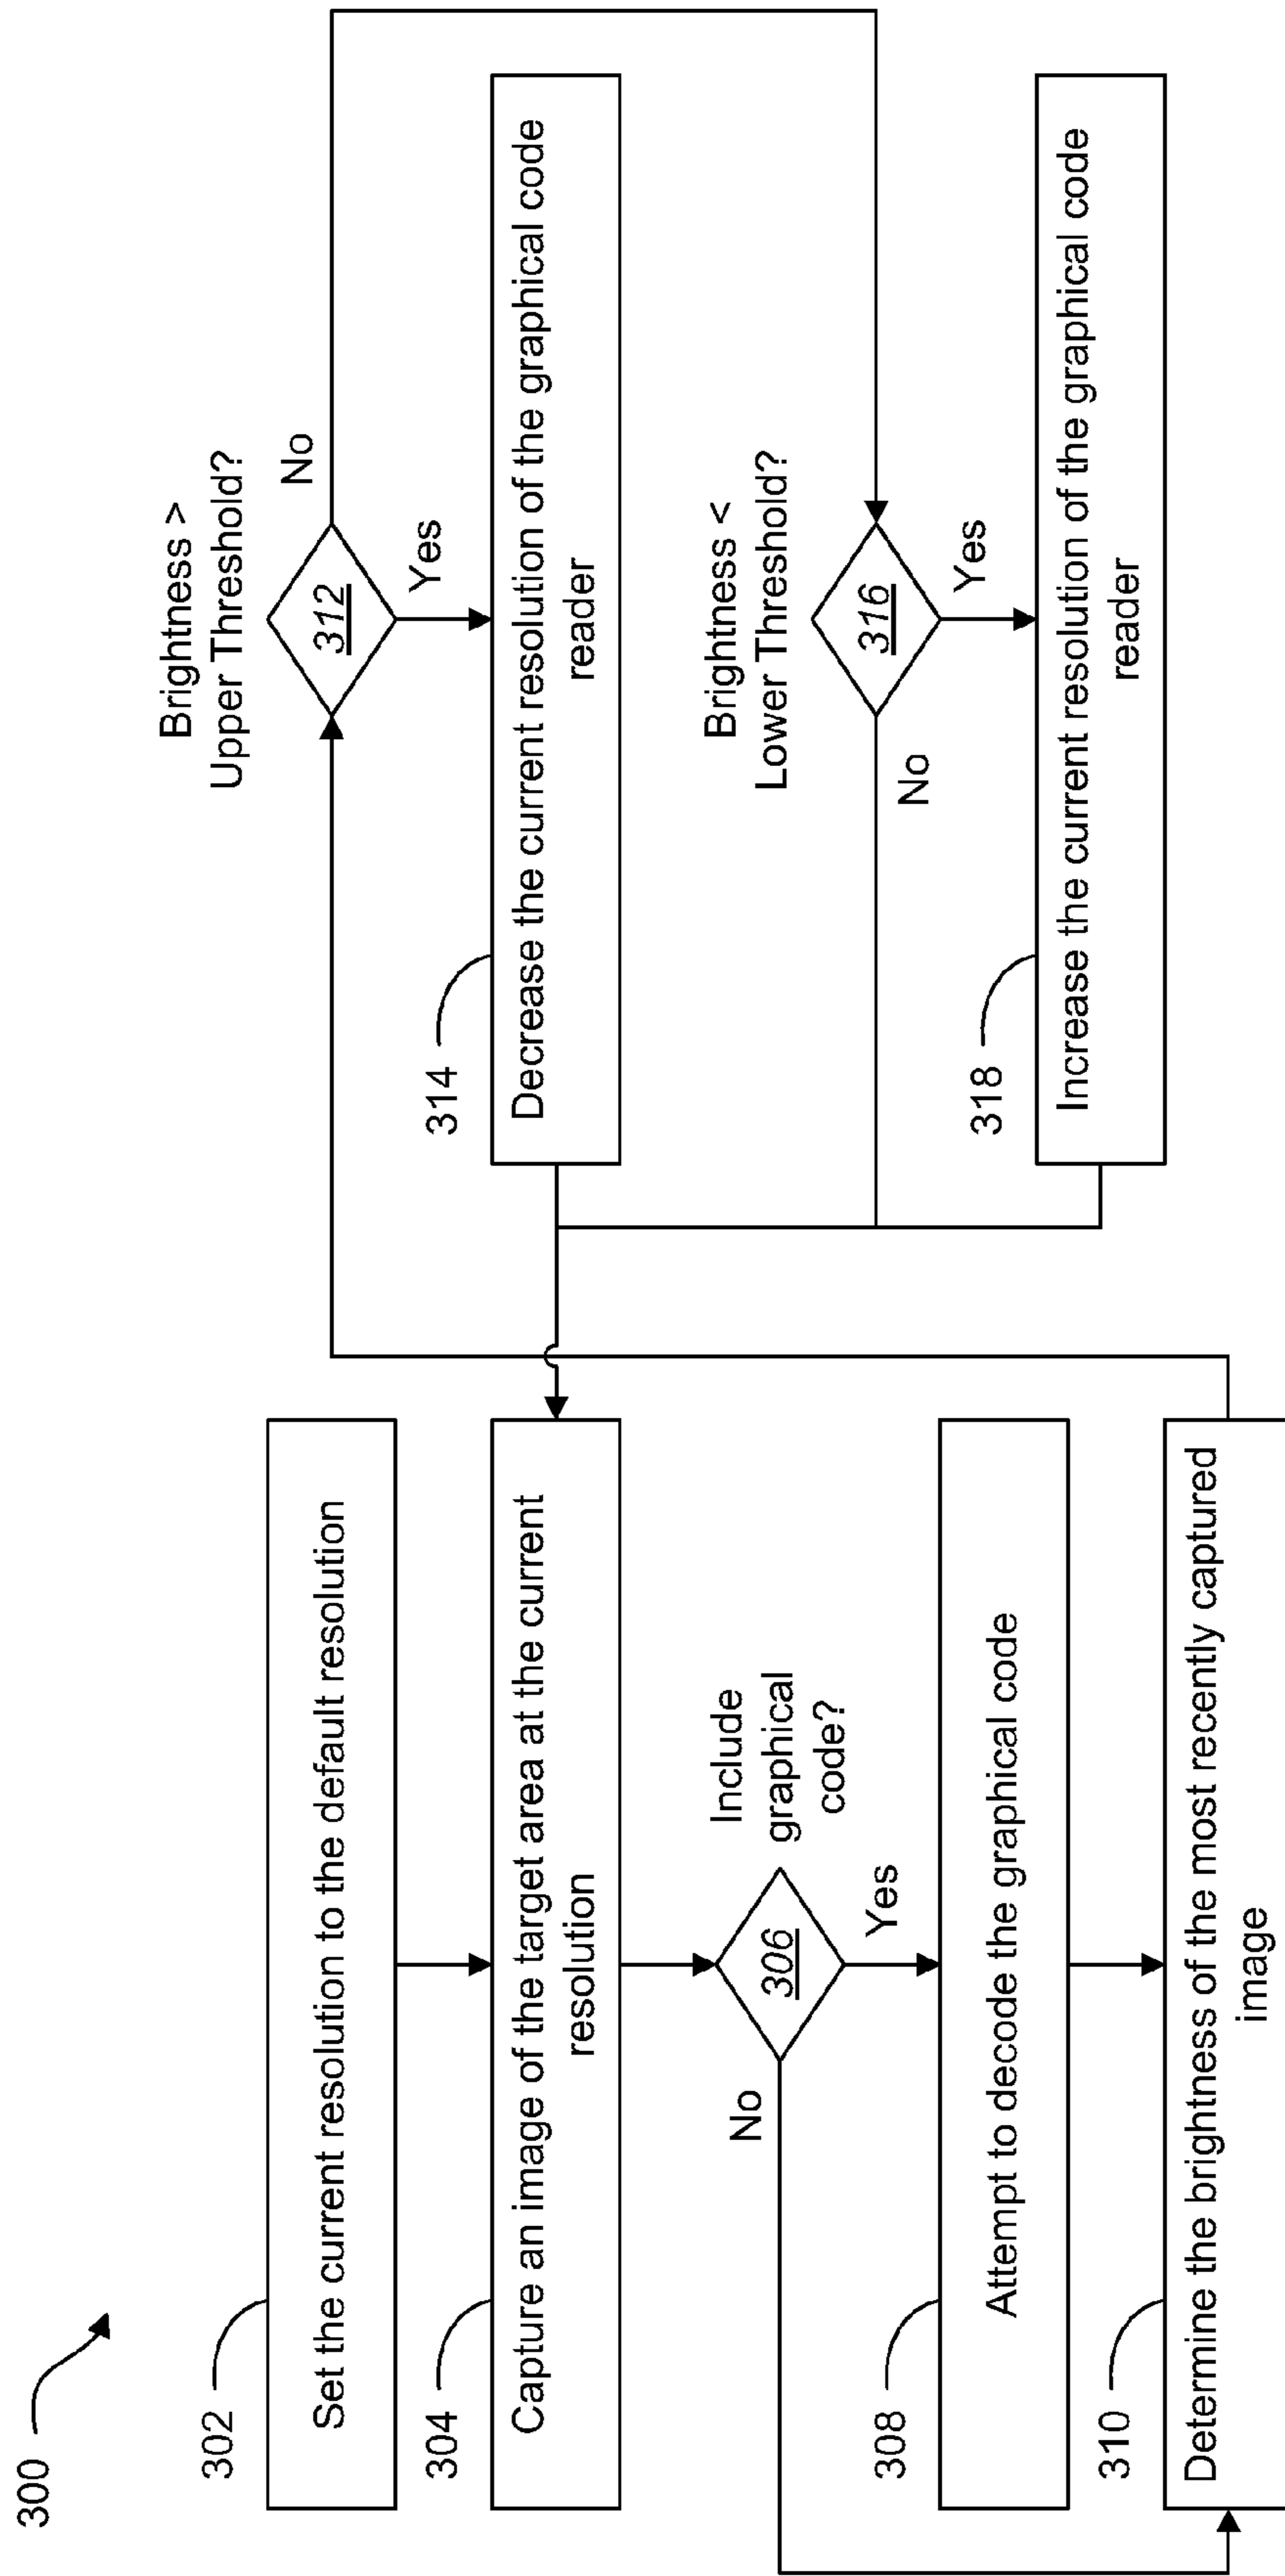 300
302
Set the current resolution to the default resolution
304
Capture an image of the target area at the current
resolution
Include
graphical
code?
306
No
Yes
308
Attempt to decode the graphical code
310
Determine the brightness of the most recently captured
image
Brightness >
Upper Threshold?
312
No
Yes
314
Decrease the current resolution of the graphical code
reader
Brightness <
Lower Threshold?
316
No
Yes
318
Increase the current resolution of the graphical code
reader